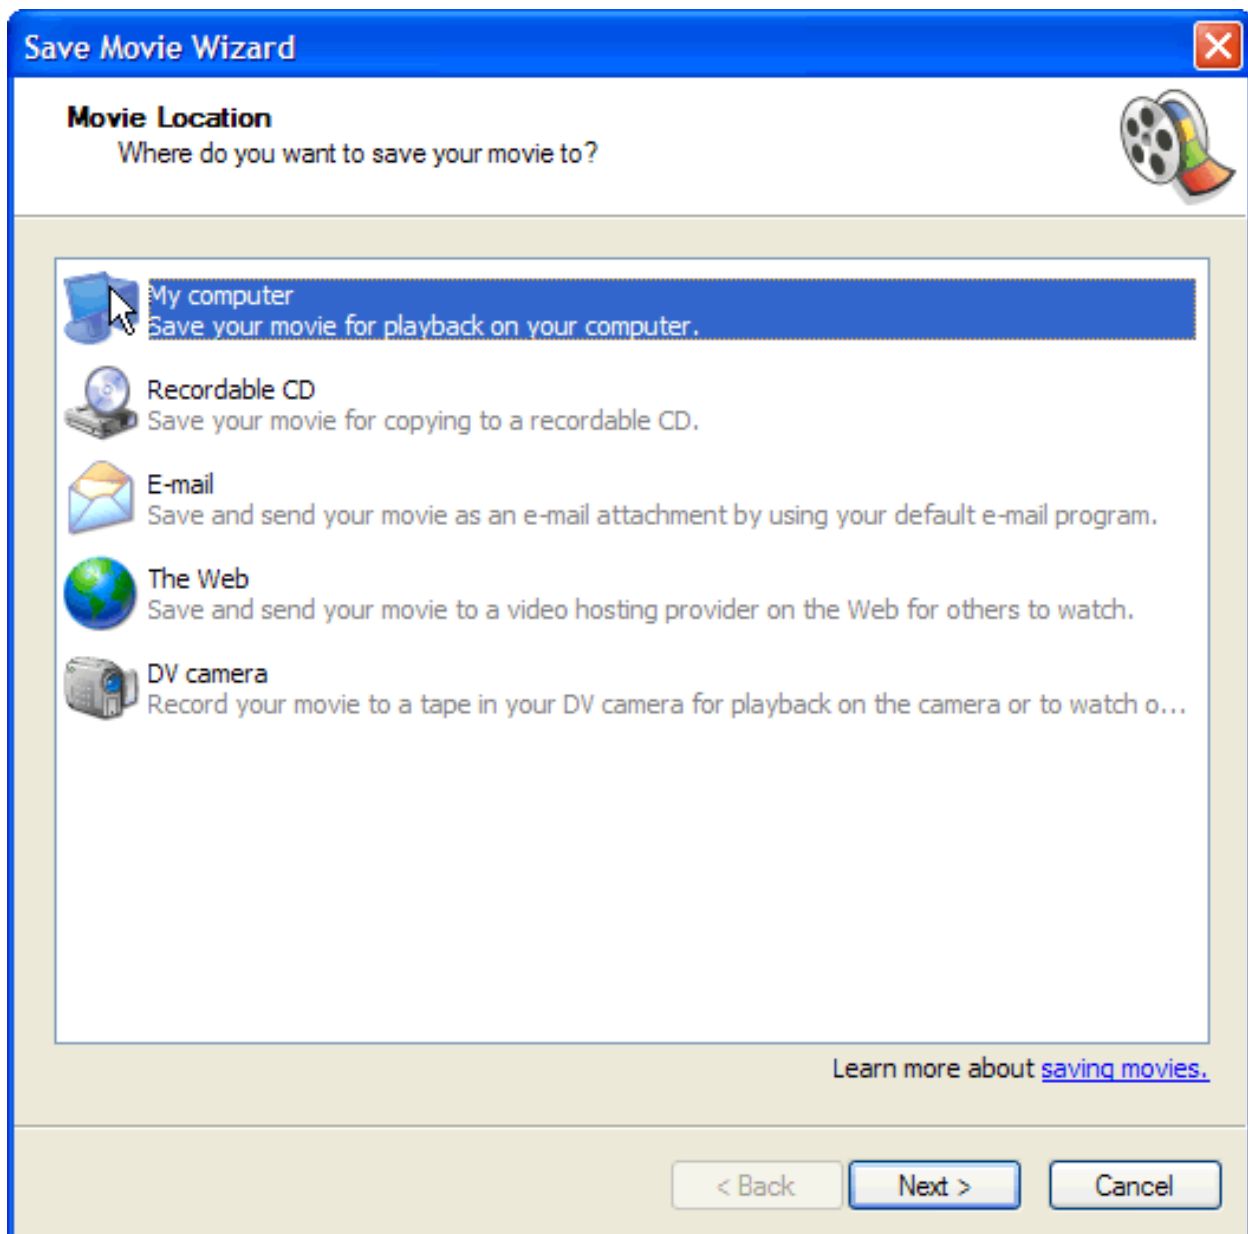 Save Movie Wizard
Movie Location
Where do you want to save your movie to?
My computer
Save your movie for playback on your computer.
Recordable CD
Save your movie for copying to a recordable CD.
E-mail
Save and send your movie as an e-mail attachment by using your default e-mail program.
The Web
Save and send your movie to a video hosting provider on the Web for others to watch.
DV camera
Record your movie to a tape in your DV camera for playback on the camera or to watch o...
Learn more about saving movies.
< Back Next > Cancel